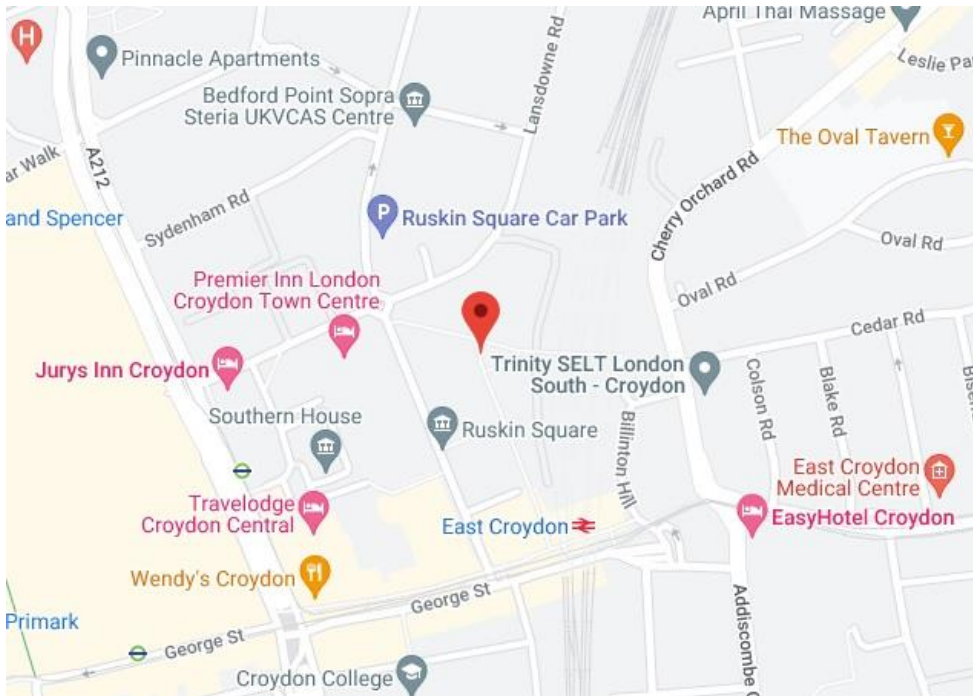 April Thai Massage
H
Pinnacle Apartments
Leslie Pa
Bedford Point Sopra
Steria UKVCAS Centre
Lansdowne Rd
The Oval Tavern
A212
ar Walk
Cherry Orchard Rd
and Spencer
Sydenham Rd
P
Ruskin Square Car Park
Oval Rd
Oval Rd
Premier Inn London
Croydon Town Centre
Cedar Rd
Jurys Inn Croydon
Trinity SELT London
South - Croydon
Colson Rd
Blake Rd
Southern House
Ruskin Square
Billinton Hill
East Croydon
Medical Centre
Travelodge
Croydon Central
East Croydon
EasyHotel Croydon
Wendy's Croydon
George St
Addiscombe
Primark
George St
Croydon College